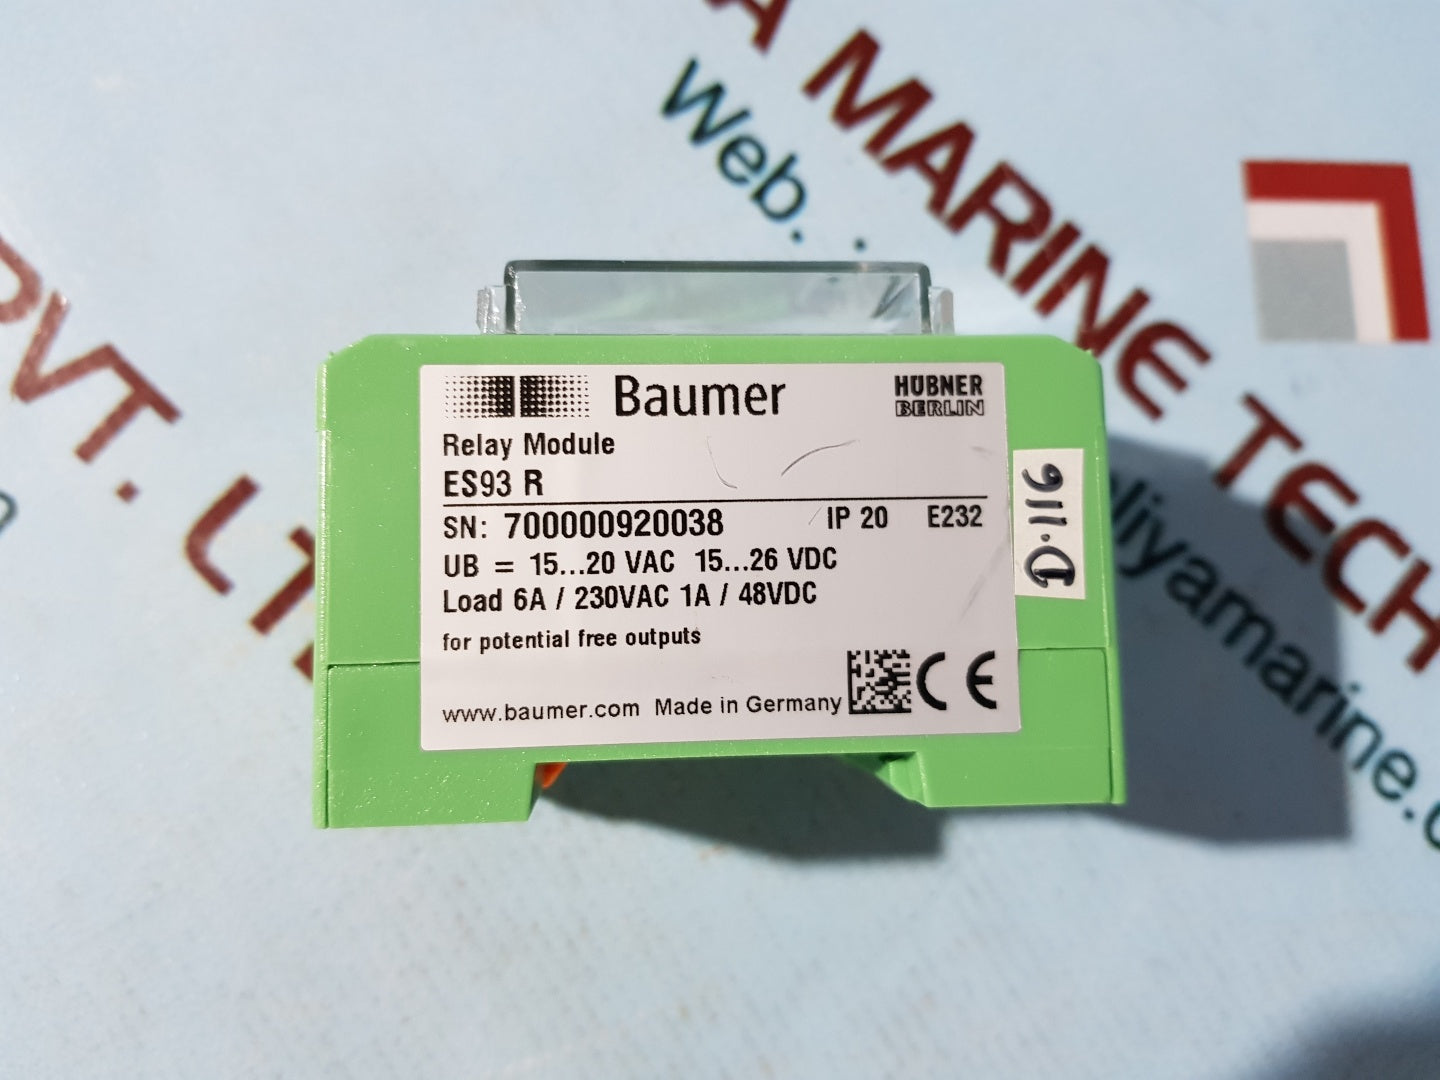 A MARINE TECH
Web.
PVT. LT
liyamarine.c
Baumer
HÜBNER
BERLIN
Relay Module
ES93 R
SN: 700000920038 IP 20 E232
UB = 15...20 VAC 15...26 VDC
Load 6A / 230VAC 1A / 48VDC
for potential free outputs
www.baumer.com Made in Germany
CE
D.116